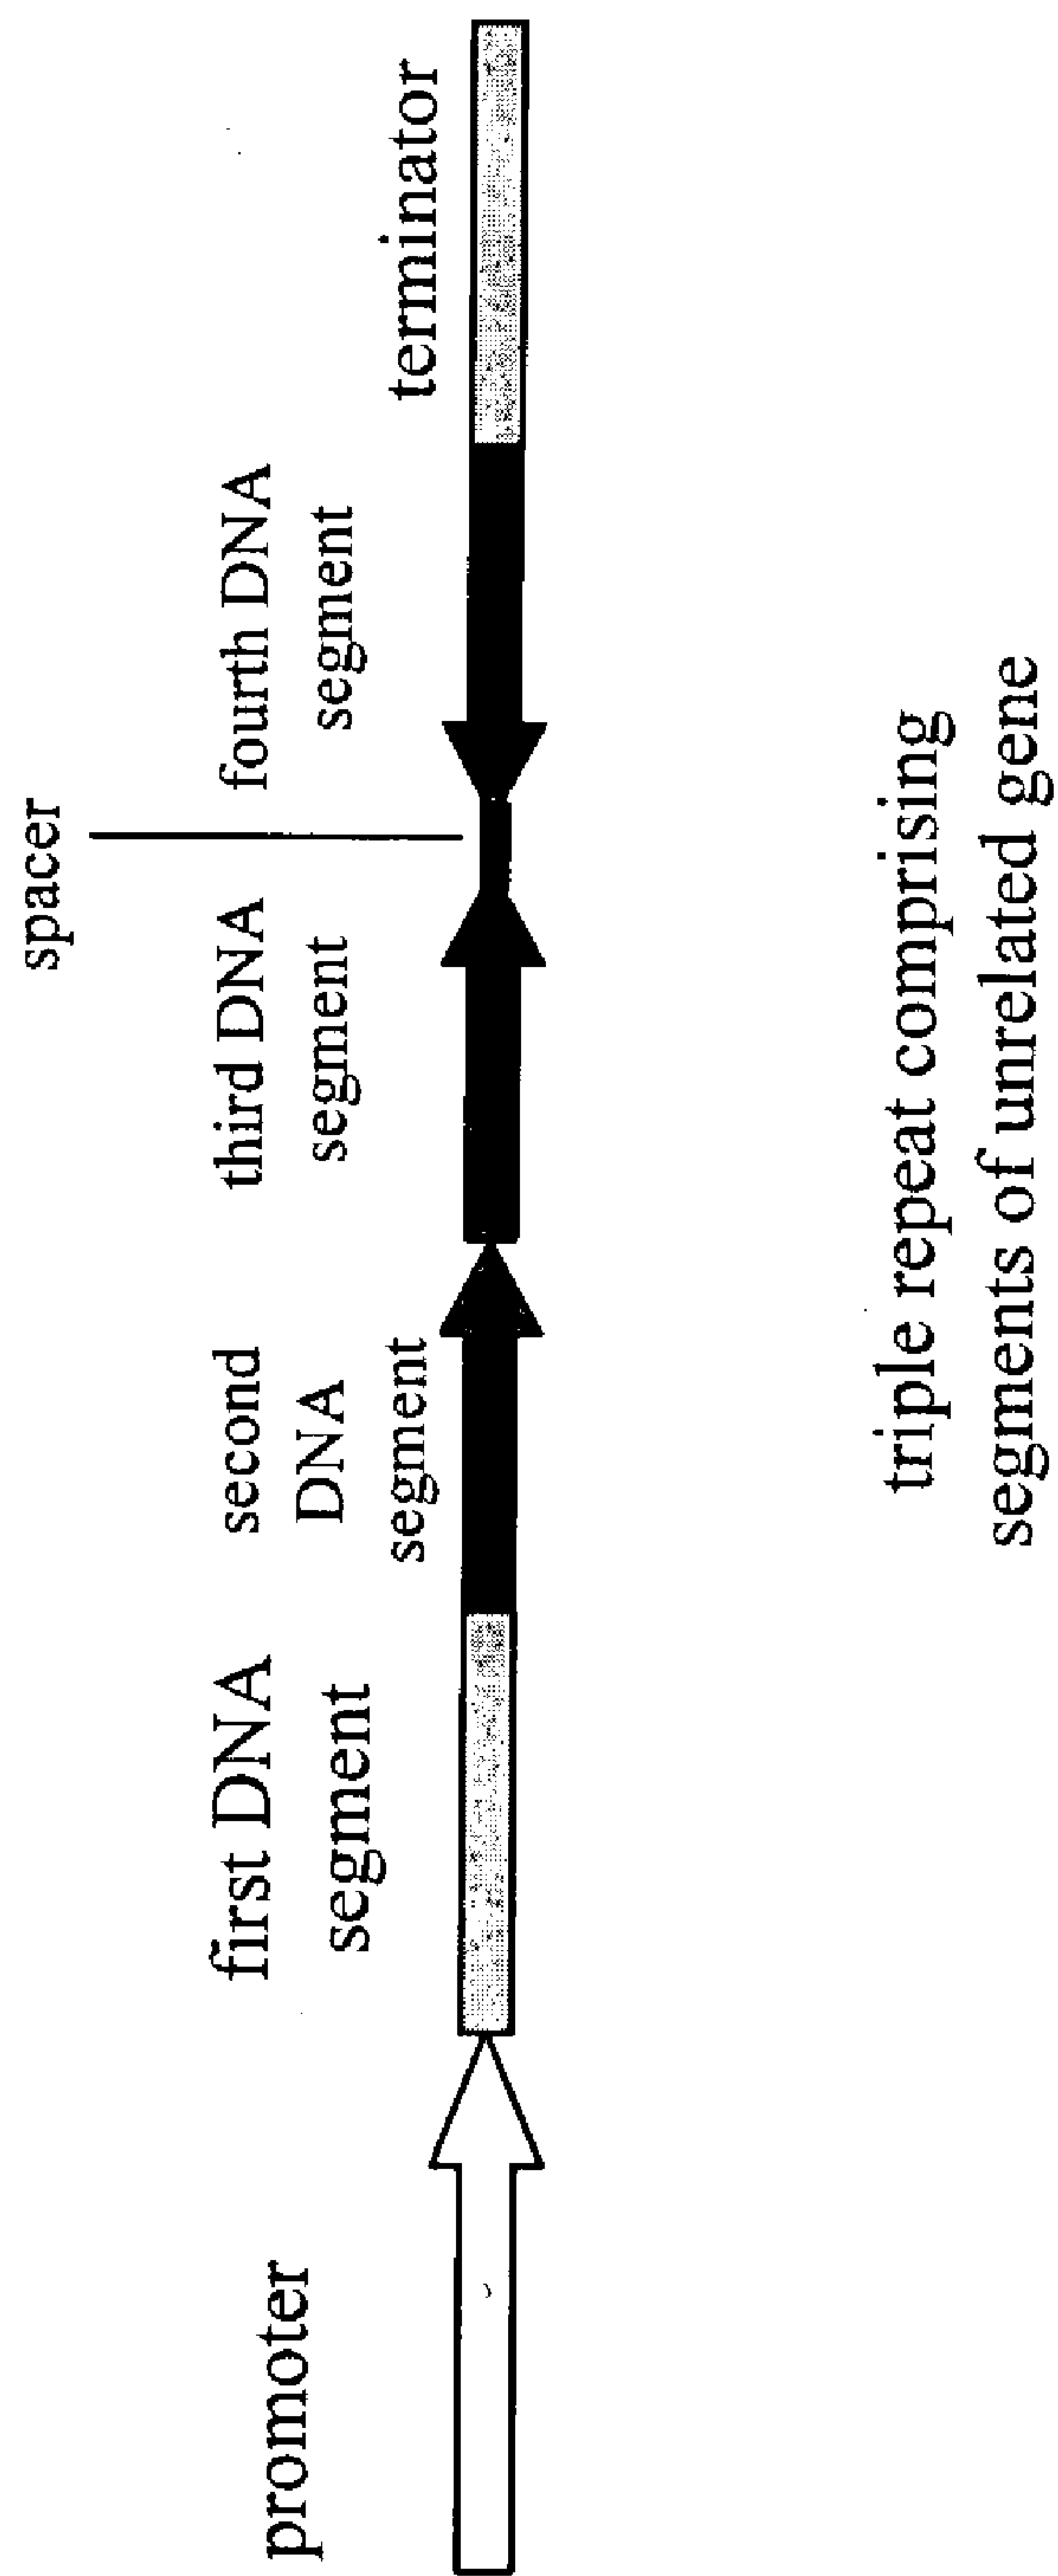 spacer
promoter
first DNA
segment
second
DNA
segment
third DNA
segment
fourth DNA
segment
terminator
triple repeat comprising
segments of unrelated gene